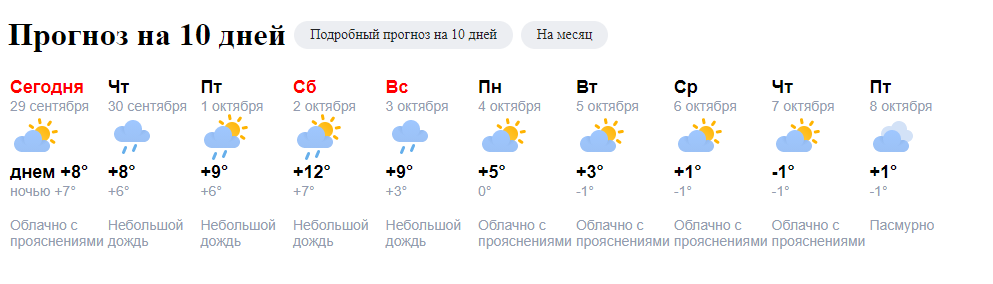 Прогноз на 10 дней Подробный прогноз на 10 дней На месяц
Сегодня Чт Пт Сб Вс Пн Вт Ср Чт Пт
29 сентября 30 сентября 1 октября 2 октября 3 октября 4 октября 5 октября 6 октября 7 октября 8 октября
днем +8° +8° +9° +12° +9° +5° +3° +1° -1° +1°
ночью +7° +6° +6° +7° +3° 0° -1° -1° -1° -1°
Облачно с Небольшой Небольшой Небольшой Небольшой Облачно с Облачно с Облачно с Облачно с Пасмурно
прояснениями дождь дождь дождь дождь прояснениями прояснениями прояснениями прояснениями